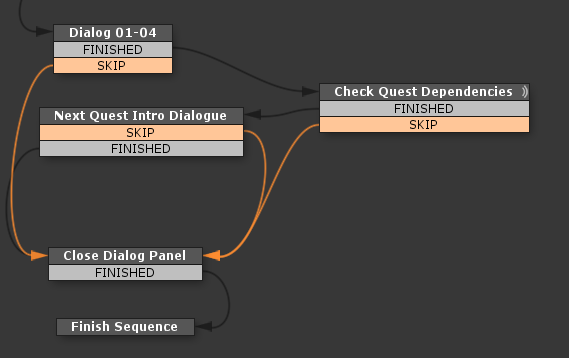 Dialog 01-04
FINISHED
SKIP
Check Quest Dependencies
FINISHED
SKIP
Next Quest Intro Dialogue
SKIP
FINISHED
Close Dialog Panel
FINISHED
Finish Sequence